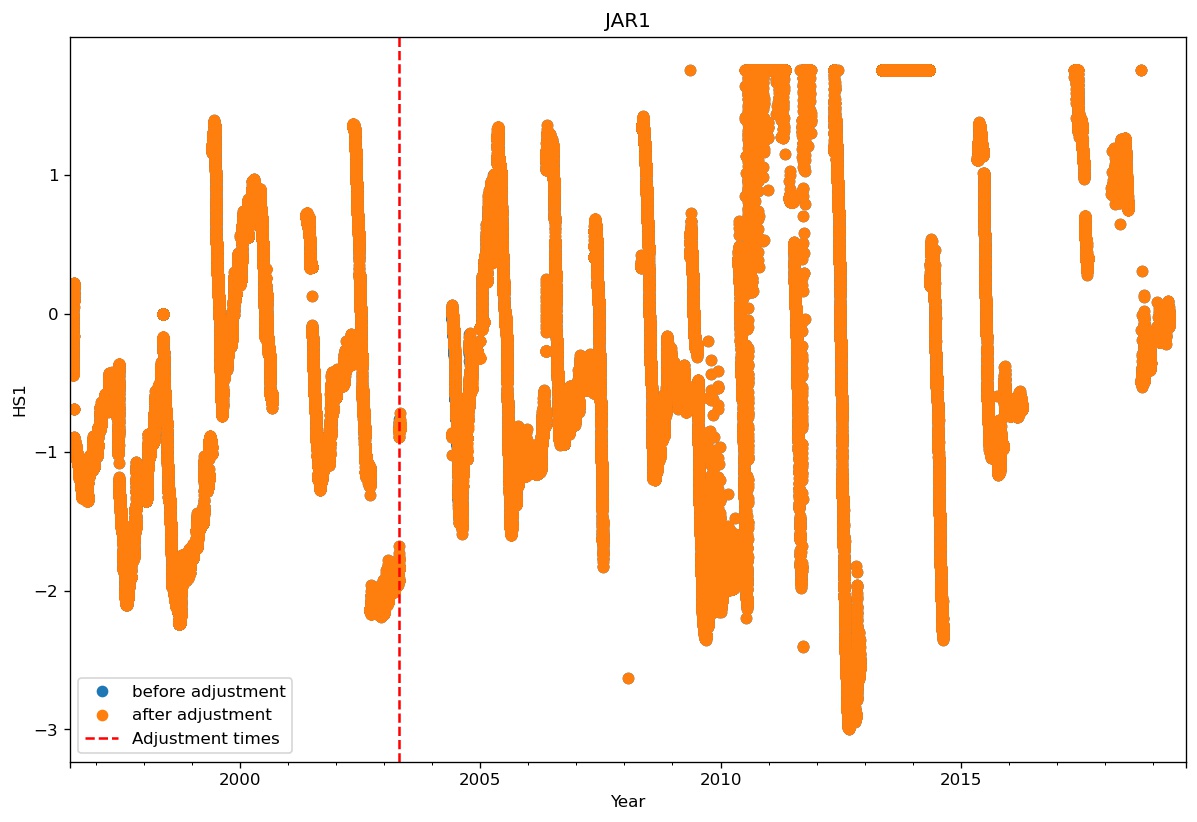 JAR1
HS1
1
0
−1
−2
−3
before adjustment
after adjustment
Adjustment times
2000
2005
2010
2015
Year